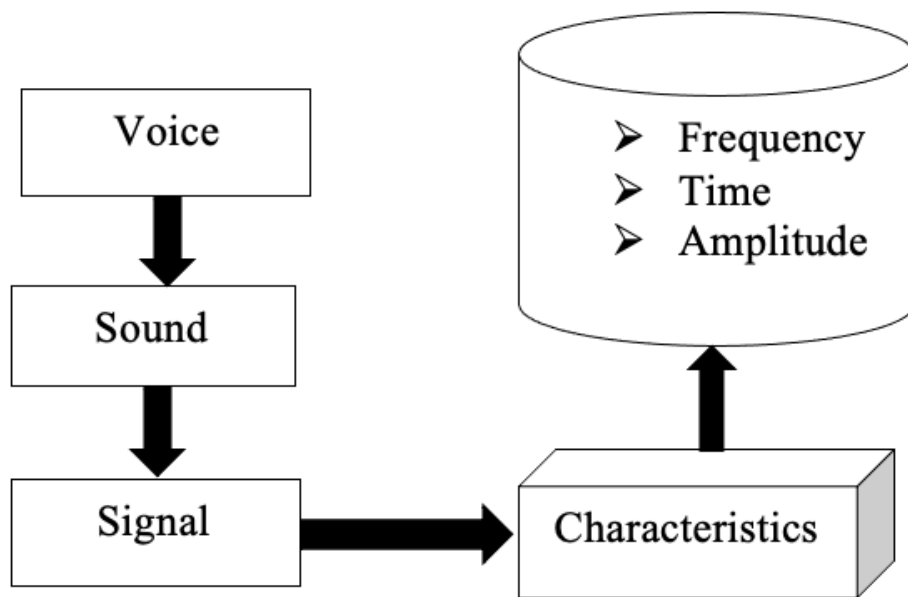 Voice
Sound
Signal
Characteristics
➢ Frequency
➢ Time
➢ Amplitude